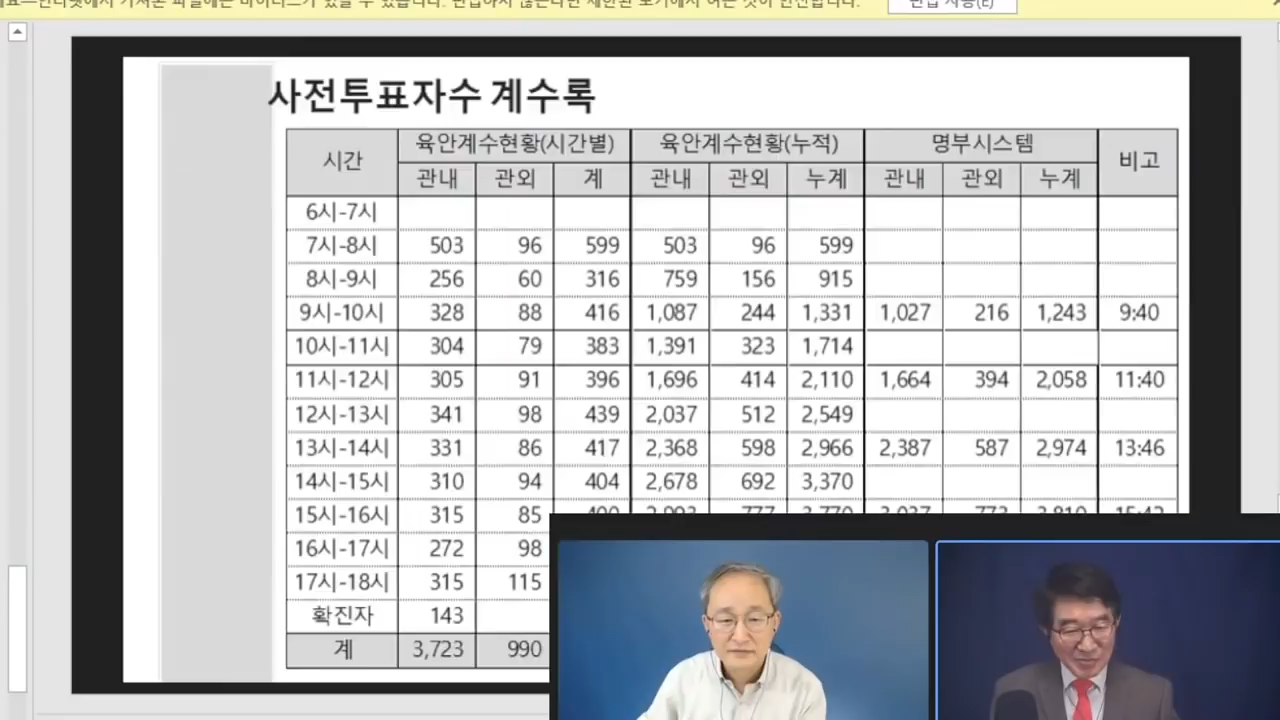 편집 사용(E)
사전투표자수 계수록
시간 육안계수현황(시간별) 육안계수현황(누적) 명부시스템 비고
관내 관외 계 관내 관외 누계 관내 관외 누계
6시-7시
7시-8시 503 96 599 503 96 599
8시-9시 256 60 316 759 156 915
9시-10시 328 88 416 1,087 244 1,331 1,027 216 1,243 9:40
10시-11시 304 79 383 1,391 323 1,714
11시-12시 305 91 396 1,696 414 2,110 1,664 394 2,058 11:40
12시-13시 341 98 439 2,037 512 2,549
13시-14시 331 86 417 2,368 598 2,966 2,387 587 2,974 13:46
14시-15시 310 94 404 2,678 692 3,370
15시-16시 315 85
16시-17시 272 98
17시-18시 315 115
확진자 143
계 3,723 990